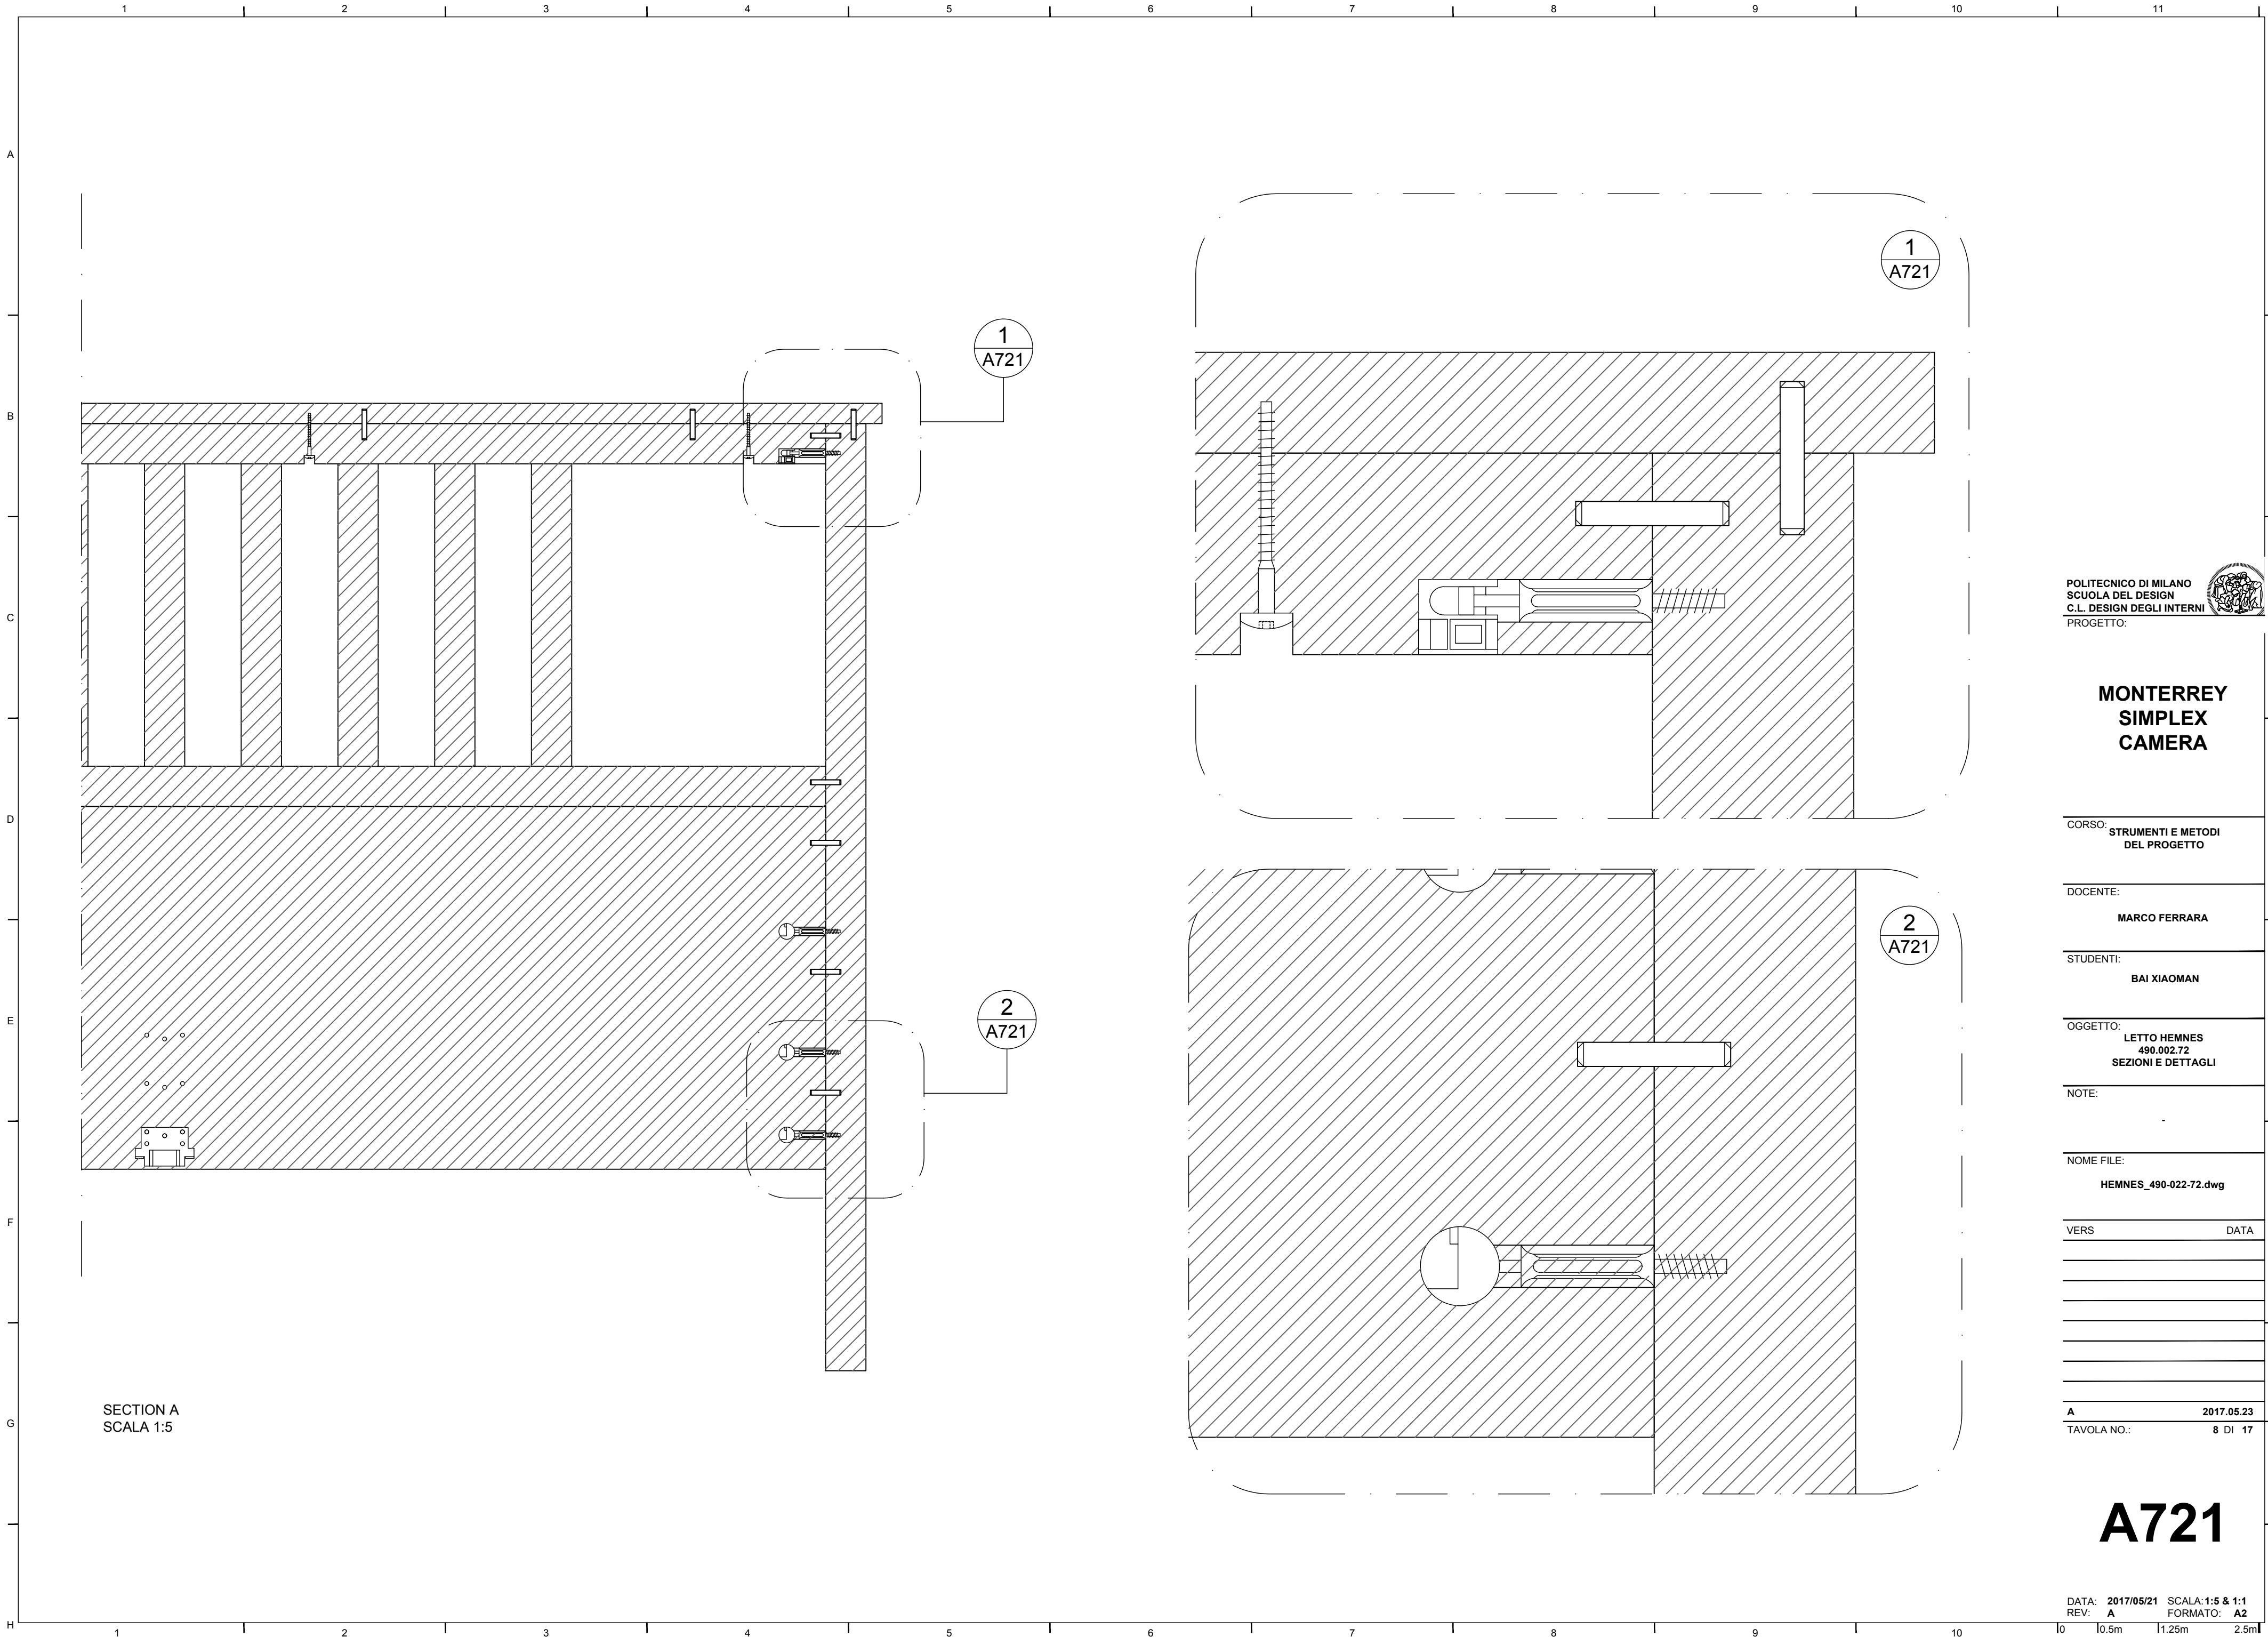 1 2 3 4 5 6 7 8 9 10 11
A
B
C
D
E
F
G
H
1
A721
2
A721
SECTION A
SCALA 1:5
1
A721
2
A721
POLITECNICO DI MILANO
SCUOLA DEL DESIGN
C.L. DESIGN DEGLI INTERNI
PROGETTO:
MONTERREY
SIMPLEX
CAMERA
CORSO:
STRUMENTI E METODI
DEL PROGETTO
DOCENTE:
MARCO FERRARA
STUDENTI:
BAI XIAOMAN
OGGETTO:
LETTO HEMNES
490.002.72
SEZIONI E DETTAGLI
NOTE:
-
NOME FILE:
HEMNES_490-022-72.dwg
VERS DATA
A 2017.05.23
TAVOLA NO.: 8 DI 17
A721
DATA: 2017/05/21 SCALA: 1:5 & 1:1
REV: A FORMATO: A2
0 0.5m 1.25m 2.5m
1 2 3 4 5 6 7 8 9 10